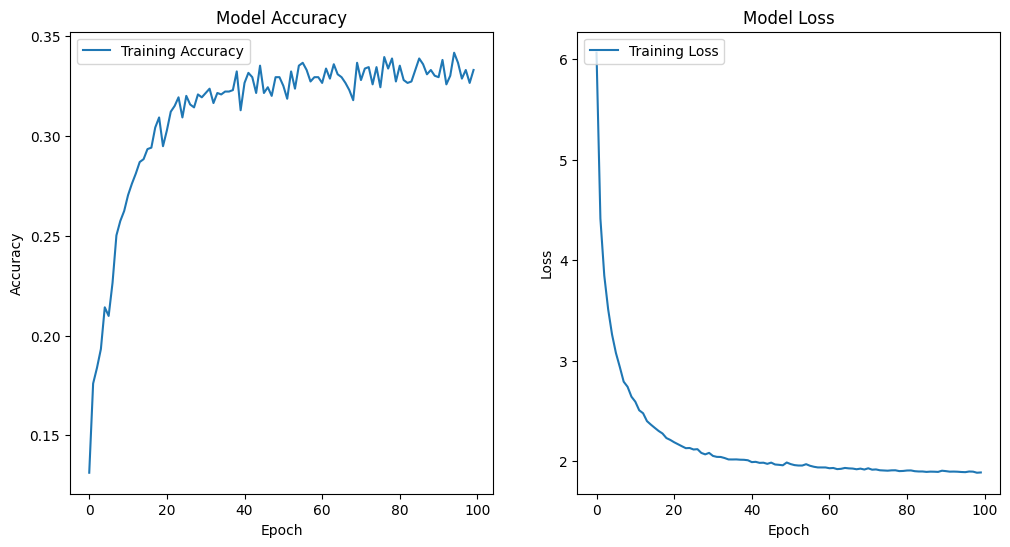 Model Accuracy
Training Accuracy
0.35
0.30
0.25
0.20
0.15
Accuracy
0 20 40 60 80 100
Epoch
Model Loss
Training Loss
6
5
4
3
2
Loss
0 20 40 60 80 100
Epoch